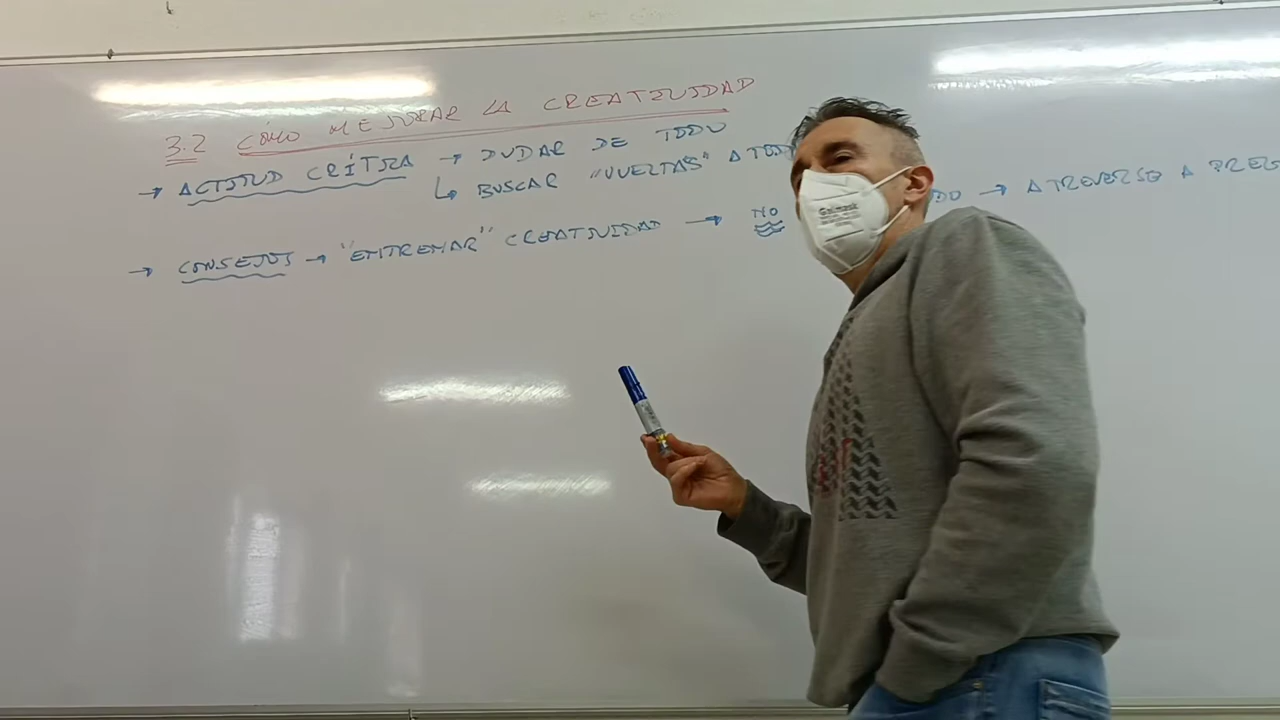 3.2 CÓMO MEJORAR LA CREATIVIDAD
→ ACTITUD CRÍTICA → DUDAR DE TODO
↳ BUSCAR "VUELTAS" A TODO
→ CONSEJOS → "ENTRENAR" CREATIVIDAD → NO DO → ATREVERSE A